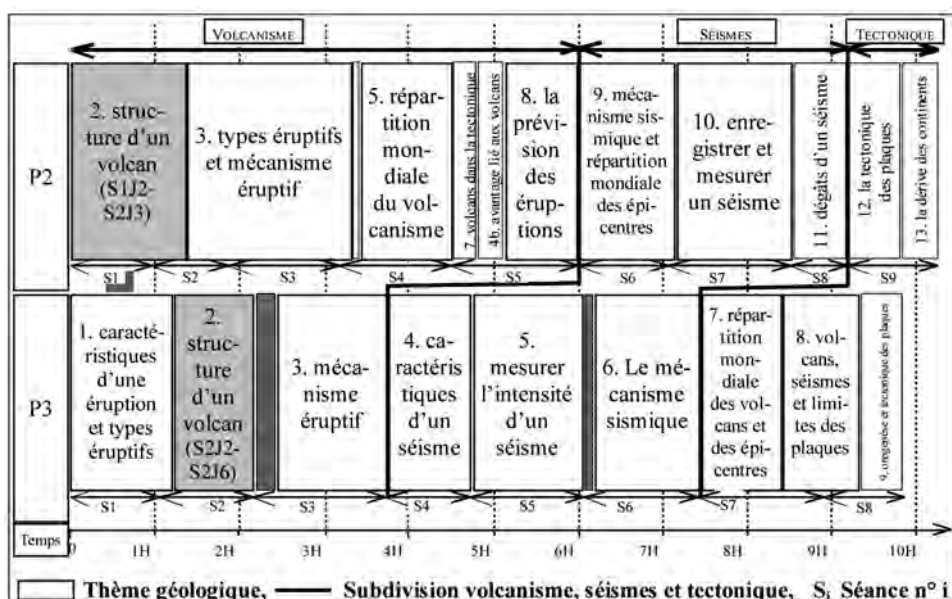 VOLCANISME
SÉISMES
TECTONIQUE
P2
2. struc-
ture d'un
volcan
(S1J2-
S2J3)
3. types éruptifs
et mécanisme
éruptif
5. répar-
tition
mon-
diale
du vol-
canisme
7. volcans dans la tectonique
4b. avantage lié aux volcans
8. la
prévi-
sion
des
érup-
tions
9. méca-
nisme sis-
mique et
répartition
mondiale
des épi-
centres
10. enre-
gistrer et
mesurer
un séisme
11. dégâts d'un séisme
12. la tectonique
des plaques
13. la dérive des continents
S1
S2
S3
S4
S5
S6
S7
S8
S9
P3
1. caracté-
ristiques
d'une
éruption
et types
éruptifs
2.
structure
d'un
volcan
(S2J2-
S2J6)
3. méca-
nisme
éruptif
4. ca-
ractéris
tiques
d'un
séisme
5.
mesurer
l'intensité
d'un
séisme
6. Le mé-
canisme
sismique
7. répar-
tition
mon-
diale
des vol-
cans et
des épi-
centres
8. vol-
cans,
séismes
et limi-
tes des
plaques
9. orogenèse et tectonique des plaques
S1
S2
S3
S4
S5
S6
S7
S8
Temps
0 1H 2H 3H 4H 5H 6H 7H 8H 9H 10H
Thème géologique, Subdivision volcanisme, séismes et tectonique, Si Séance n° i